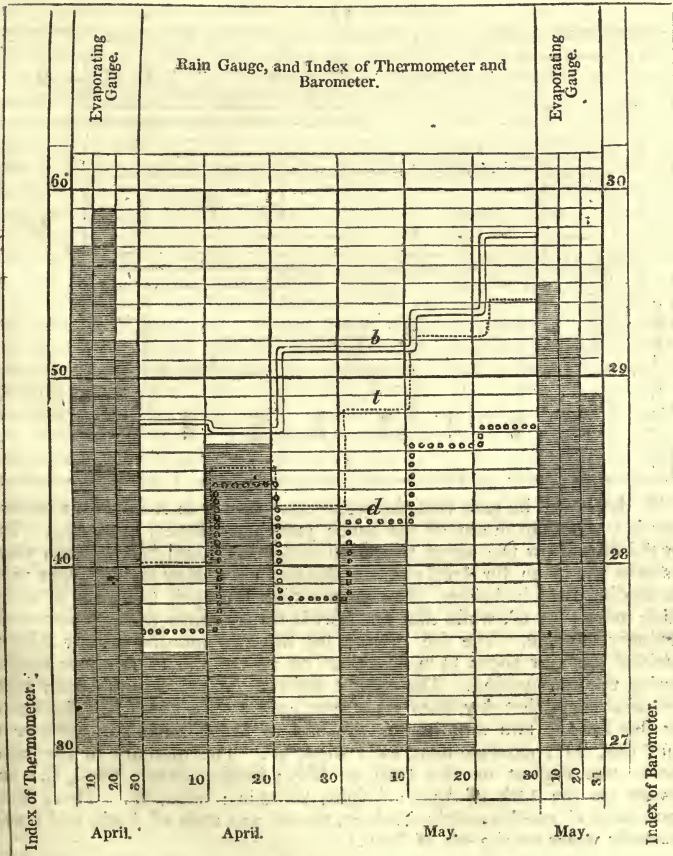 Evaporating
Gauge.
Rain Gauge, and Index of Thermometer and
Barometer.
Evaporating
Gauge.
60
30
b
50
29
t
d
40
28
30
27
Index of Thermometer.
10
20
30
10
20
30
10
20
30
10
20
31
Index of Barometer.
April.
April.
May.
May.